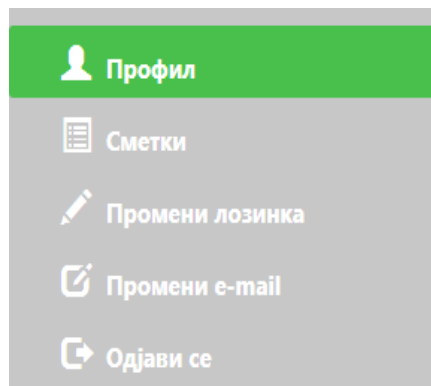 Профил
Сметки
Промени лозинка
Промени e-mail
Одјави се